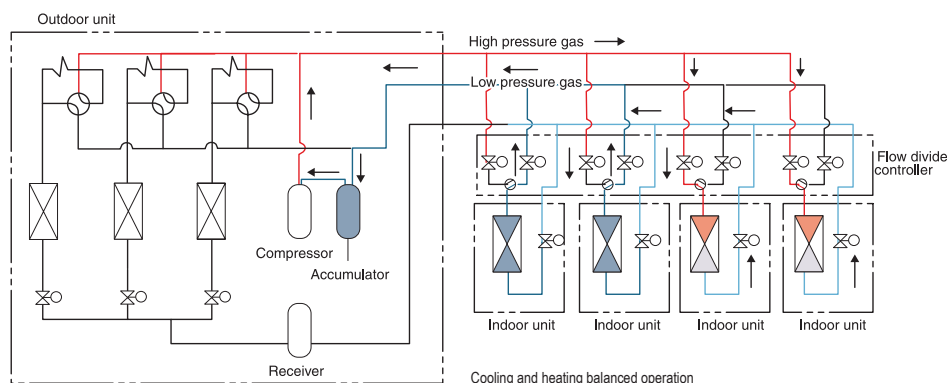 Outdoor unit
High pressure gas
Low pressure gas
Flow divide
controller
Compressor
Accumulator
Receiver
Indoor unit
Indoor unit
Indoor unit
Indoor unit
Cooling and heating balanced operation